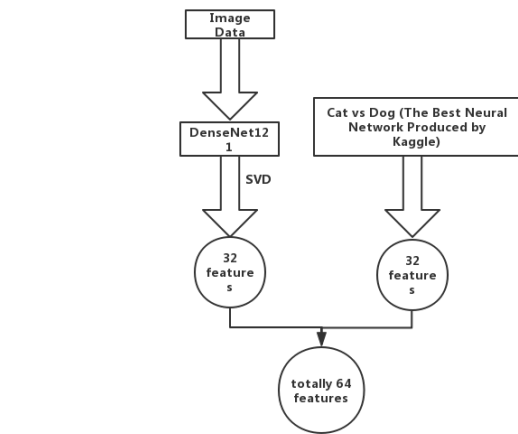 Image
Data
DenseNet12
1
Cat vs Dog (The Best Neural
Network Produced by
Kaggle)
SVD
32
feature
s
32
feature
s
totally 64
features